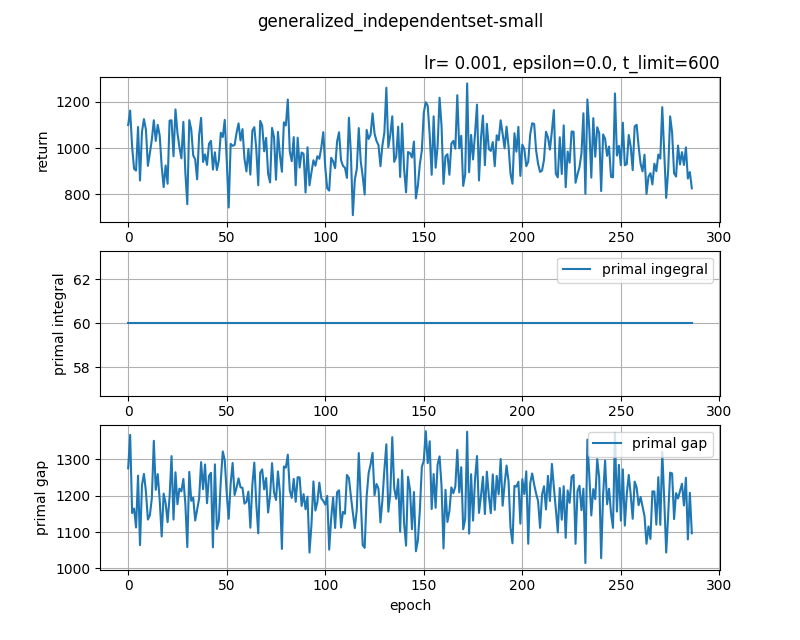 generalized_independentset-small
lr= 0.001, epsilon=0.0, t_limit=600
return
1200
1000
800
0 50 100 150 200 250 300
primal integral
62
60
58
primal ingegral
0 50 100 150 200 250 300
primal gap
1300
1200
1100
1000
primal gap
0 50 100 150 200 250 300
epoch